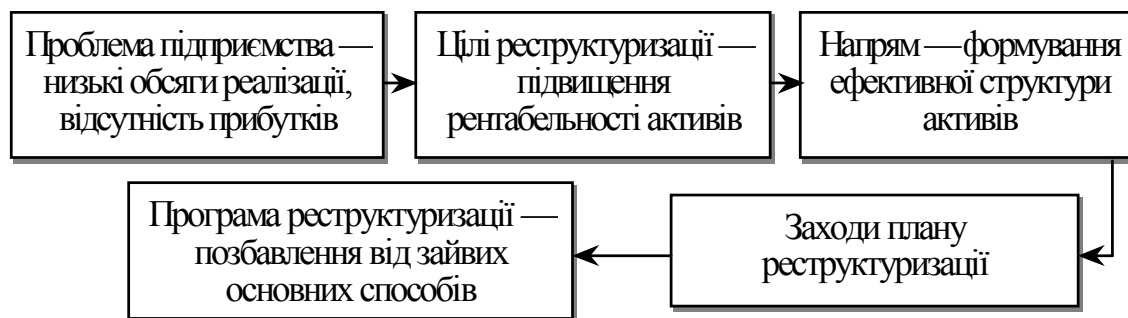 Проблема підприємства —
низькі обсяги реалізації,
відсутність прибутків
Цілі реструктуризації —
підвищення
рентабельності активів
Напрям — формування
ефективної структури
активів
Заходи плану
реструктуризації
Програма реструктуризації —
позбавлення від зайвих
основних способів